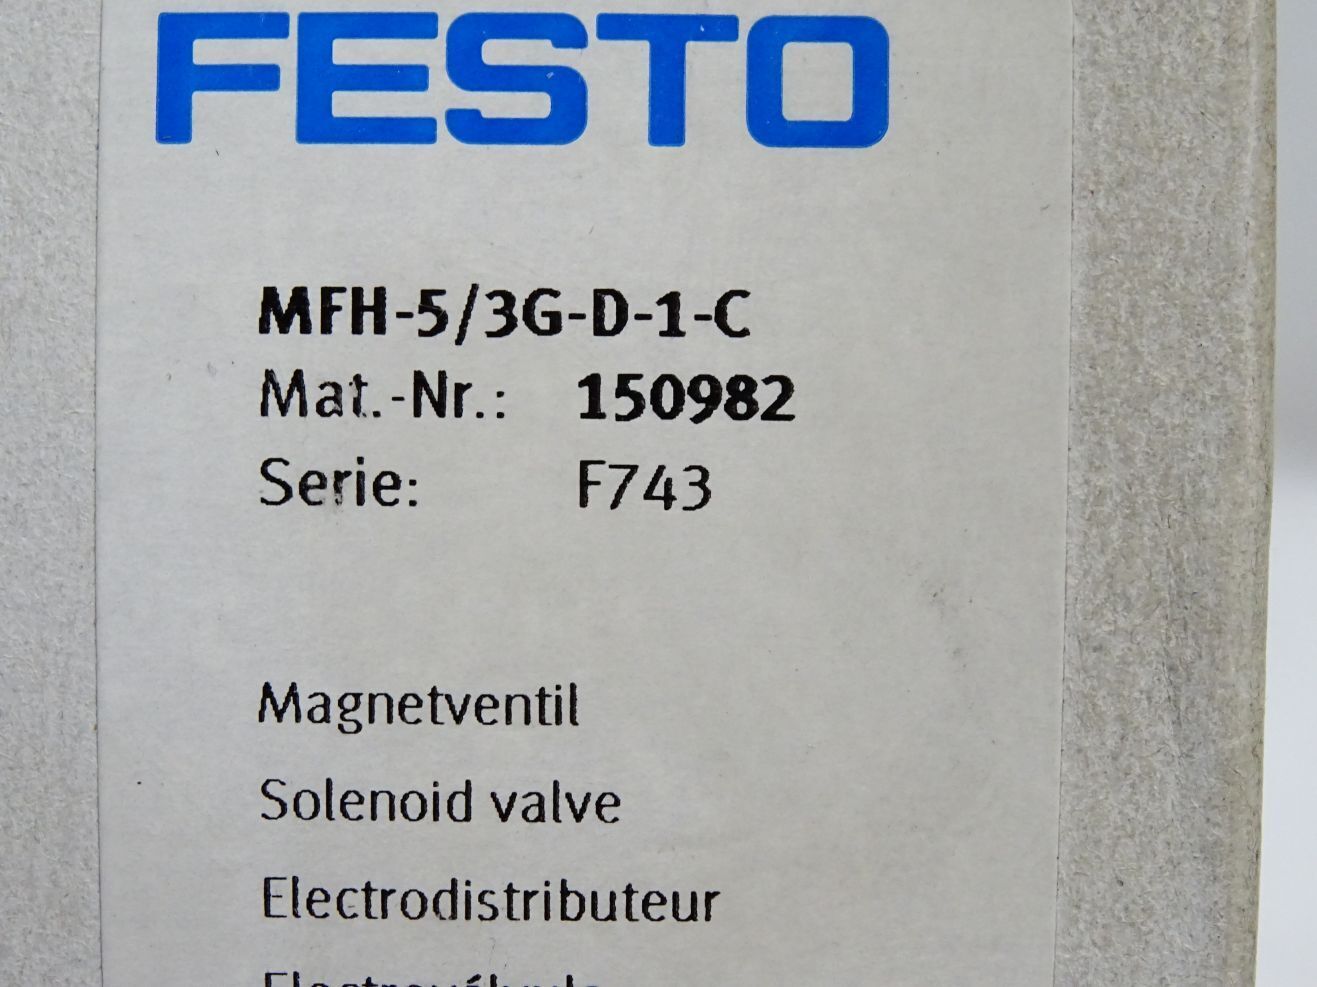 FESTO
MFH-5/3G-D-1-C
Mat.-Nr.: 150982
Serie: F743
Magnetventil
Solenoid valve
Electrodistributeur